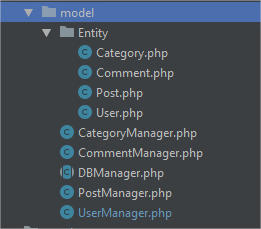 model
Entity
Category.php
Comment.php
Post.php
User.php
CategoryManager.php
CommentManager.php
DBManager.php
PostManager.php
UserManager.php